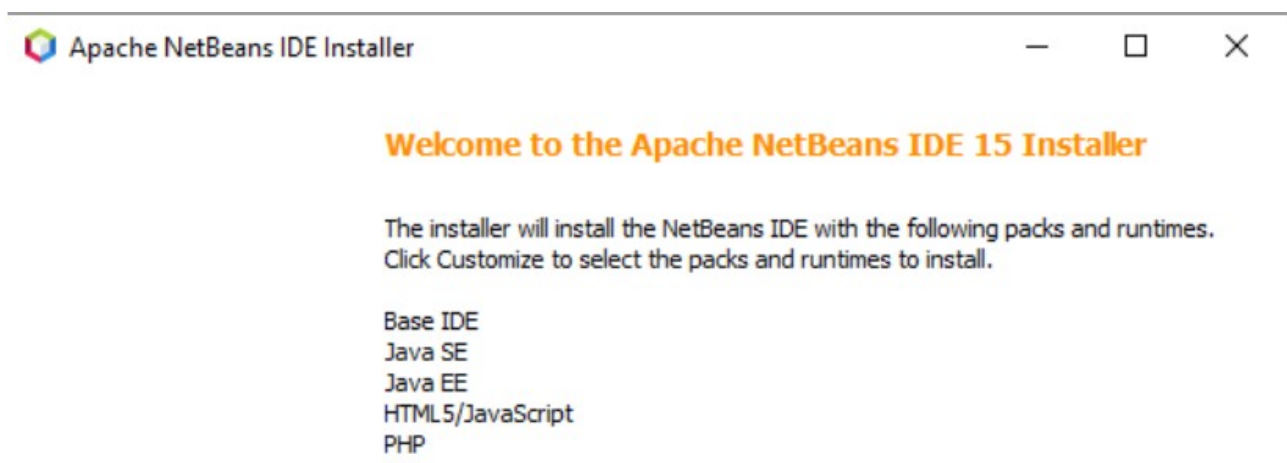 Apache NetBeans IDE Installer
Welcome to the Apache NetBeans IDE 15 Installer
The installer will install the NetBeans IDE with the following packs and runtimes.
Click Customize to select the packs and runtimes to install.
Base IDE
Java SE
Java EE
HTML5/JavaScript
PHP